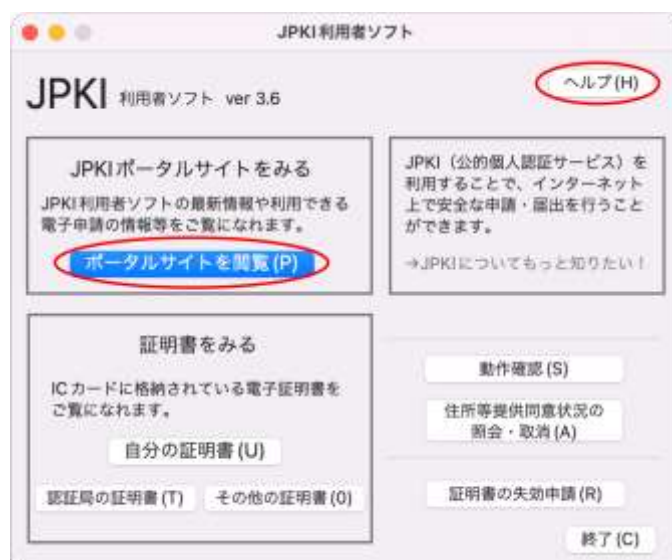 JPKI利用者ソフト
JPKI 利用者ソフト ver 3.6
ヘルプ(H)
JPKIポータルサイトをみる
JPKI利用者ソフトの最新情報や利用できる
電子申請の情報等をご覧になれます。
ポータルサイトを閲覧(P)
JPKI(公的個人認証サービス)を
利用することで、インターネット
上で安全な申請・届出を行うこと
ができます。
→JPKIについてもっと知りたい!
証明書をみる
ICカードに格納されている電子証明書を
ご覧になれます。
自分の証明書(U)
認証局の証明書(T)
その他の証明書(O)
動作確認(S)
住所等提供同意状況の
照会・取消(A)
証明書の失効申請(R)
終了(C)